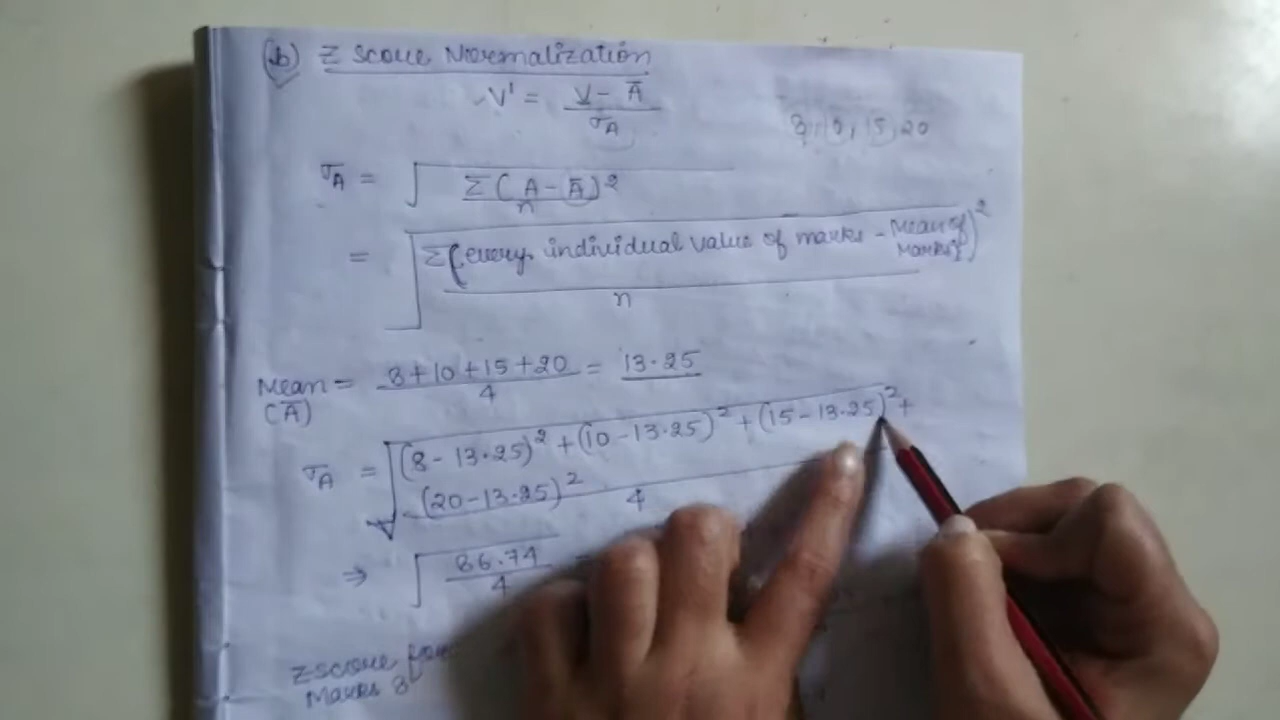 (b) Z score Normalization
V' = V - Ā / σA
8, 10, 15, 20
σA = √ Σ(A - Ā)² / n
= √ Σ(every individual value of marks - Mean of Marks)² / n
Mean = 8+10+15+20 / 4 = 13.25
(Ā)
σA = √ (8 - 13.25)² + (10 - 13.25)² + (15 - 13.25)² +
(20 - 13.25)² / 4
⇒ √ 86.74 / 4 =
Z score for
Marks 8